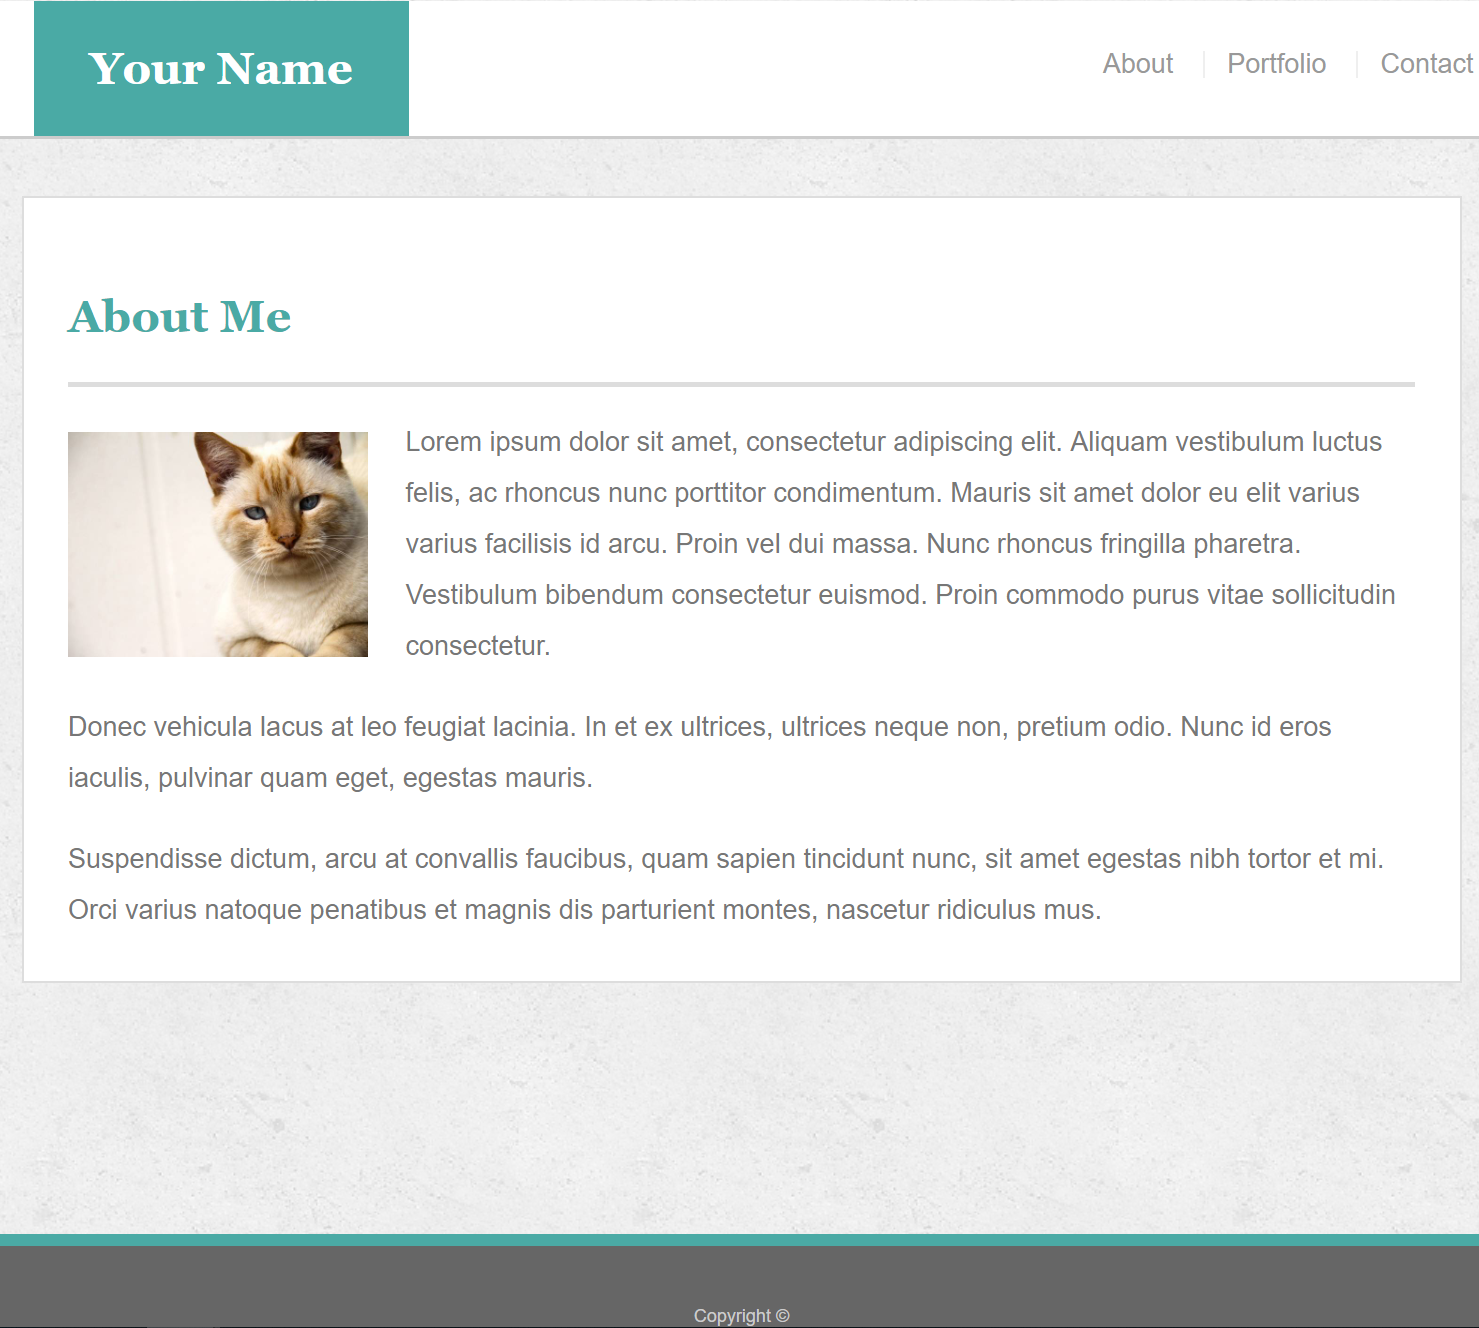 Your Name
About
Portfolio
Contact
About Me
Lorem ipsum dolor sit amet, consectetur adipiscing elit. Aliquam vestibulum luctus
felis, ac rhoncus nunc porttitor condimentum. Mauris sit amet dolor eu elit varius
varius facilisis id arcu. Proin vel dui massa. Nunc rhoncus fringilla pharetra.
Vestibulum bibendum consectetur euismod. Proin commodo purus vitae sollicitudin
consectetur.
Donec vehicula lacus at leo feugiat lacinia. In et ex ultrices, ultrices neque non, pretium odio. Nunc id eros
iaculis, pulvinar quam eget, egestas mauris.
Suspendisse dictum, arcu at convallis faucibus, quam sapien tincidunt nunc, sit amet egestas nibh tortor et mi.
Orci varius natoque penatibus et magnis dis parturient montes, nascetur ridiculus mus.
Copyright ©